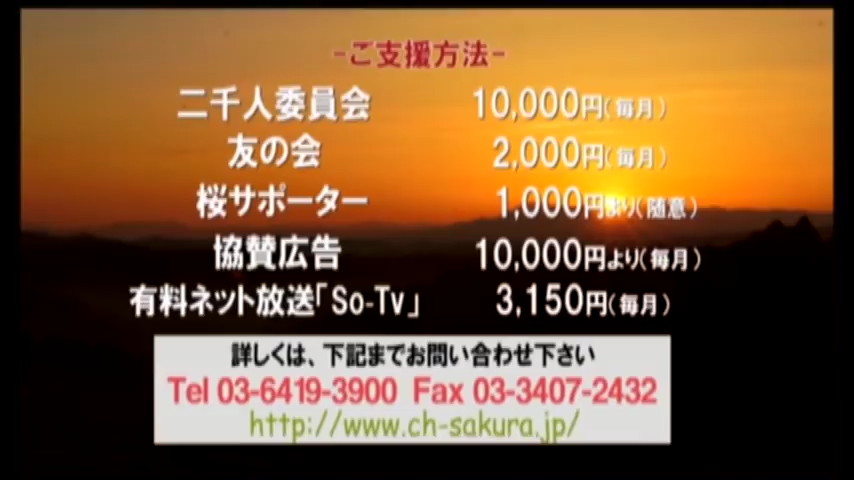 -ご支援方法-
二千人委員会 10,000円(毎月)
友の会 2,000円(毎月)
桜サポーター 1,000円より(随意)
協賛広告 10,000円より(毎月)
有料ネット放送「So-Tv」 3,150円(毎月)
詳しくは、下記までお問い合わせ下さい
Tel 03-6419-3900 Fax 03-3407-2432
http://www.ch-sakura.jp/